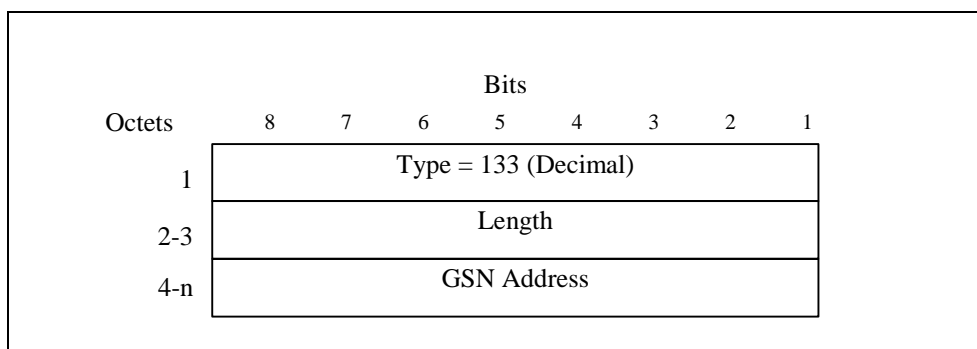 Bits
Octets 8 7 6 5 4 3 2 1
1 Type = 133 (Decimal)
2-3 Length
4-n GSN Address